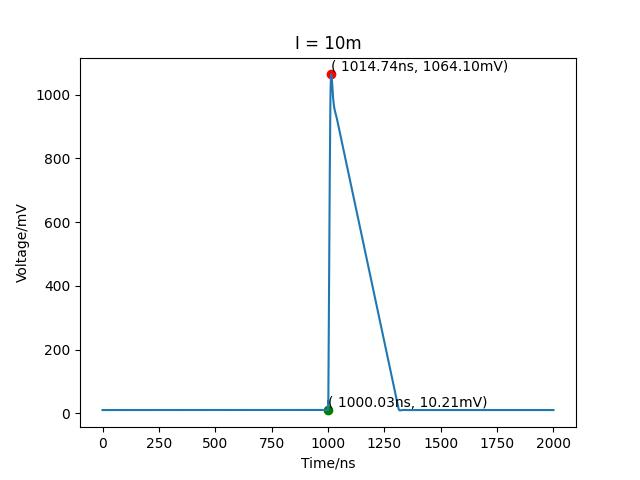 I = 10m
( 1014.74ns, 1064.10mV)
1000
800
600
400
200
0
Voltage/mV
( 1000.03ns, 10.21mV)
0 250 500 750 1000 1250 1500 1750 2000
Time/ns